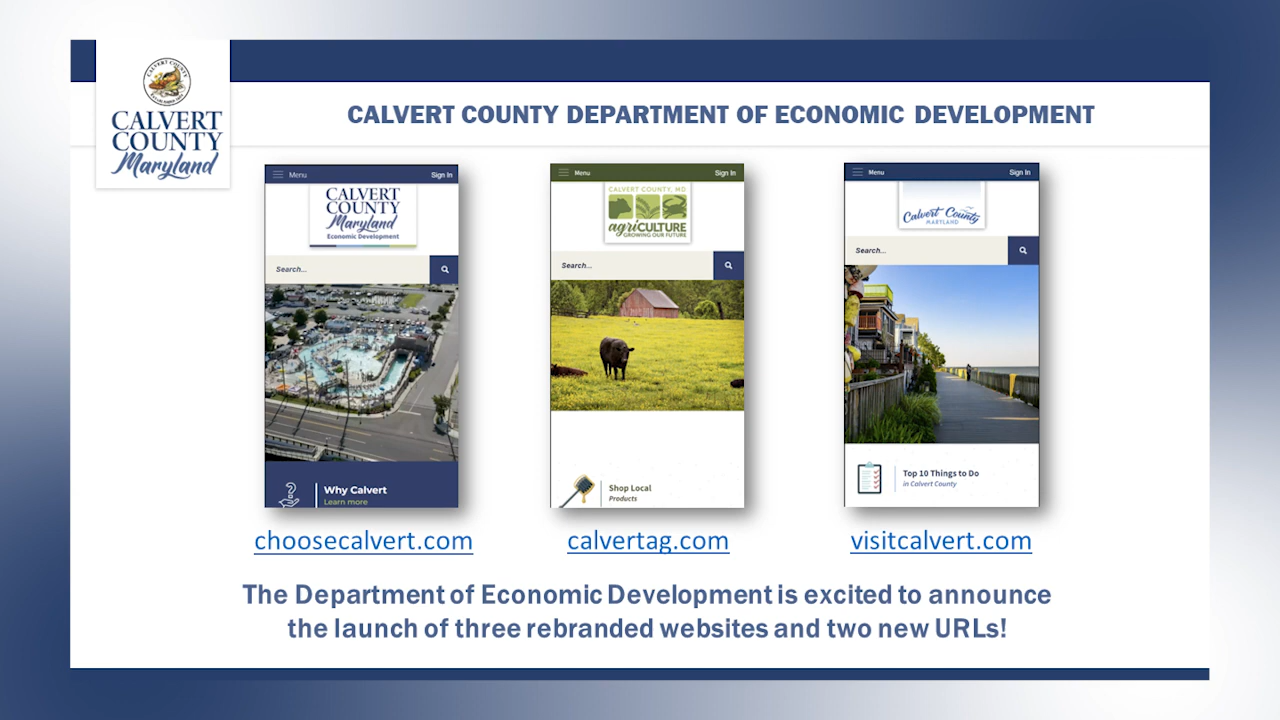 CALVERT COUNTY
CALVERT
COUNTY
Maryland
CALVERT COUNTY DEPARTMENT OF ECONOMIC DEVELOPMENT
Menu
Sign In
CALVERT
COUNTY
Maryland
Economic Development
Search...
Why Calvert
Learn more
Menu
Sign In
CALVERT COUNTY, MD
agriCULTURE
GROWING OUR FUTURE
Search...
Shop Local
Products
Menu
Sign In
Calvert County
MARYLAND
Search...
Top 10 Things to Do
in Calvert County
choosecalvert.com
calvertag.com
visitcalvert.com
The Department of Economic Development is excited to announce
the launch of three rebranded websites and two new URLs!